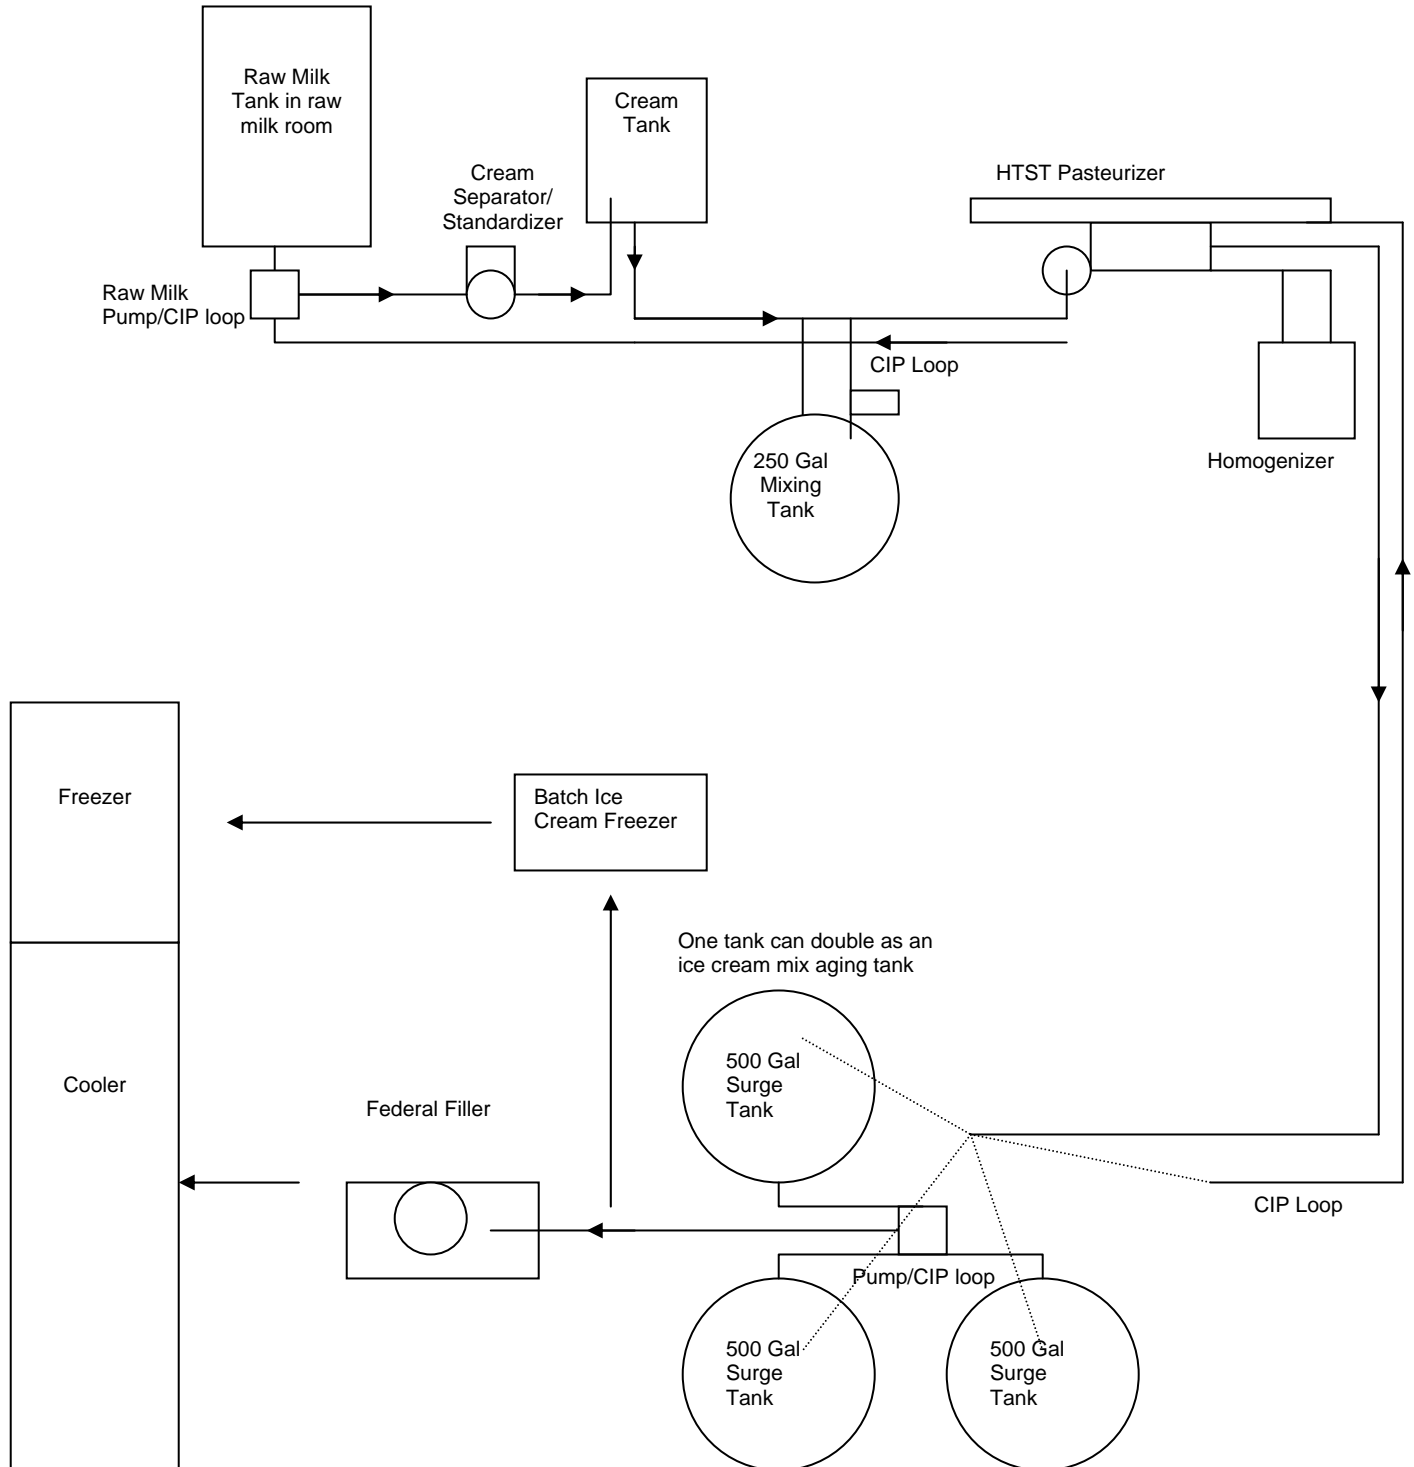 Raw Milk
Tank in raw
milk room
Cream
Tank
Cream
Separator/
Standardizer
HTST Pasteurizer
Raw Milk
Pump/CIP loop
CIP Loop
250 Gal
Mixing
Tank
Homogenizer
Freezer
Batch Ice
Cream Freezer
One tank can double as an
ice cream mix aging tank
500 Gal
Surge
Tank
Cooler
Federal Filler
CIP Loop
Pump/CIP loop
500 Gal
Surge
Tank
500 Gal
Surge
Tank